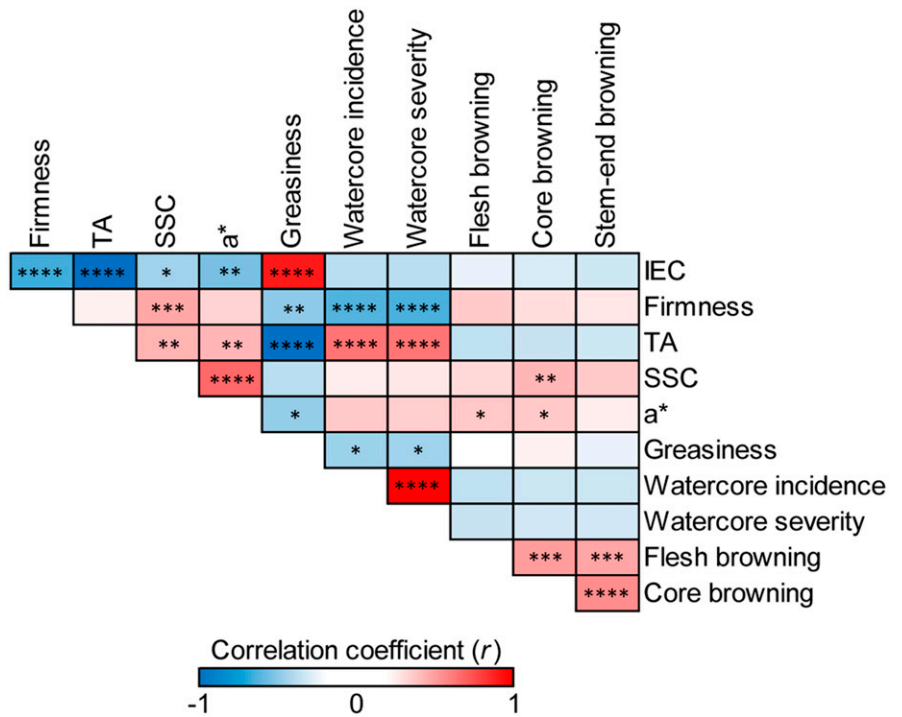 Firmness
TA
SSC
a*
Greasiness
Watercore incidence
Watercore severity
Flesh browning
Core browning
Stem-end browning
**** **** * ** **** IEC
*** ** **** **** Firmness
** ** **** **** **** TA
**** ** SSC
* * * a*
* * Greasiness
**** Watercore incidence
Watercore severity
*** *** Flesh browning
**** Core browning
Correlation coefficient (r)
-1 0 1